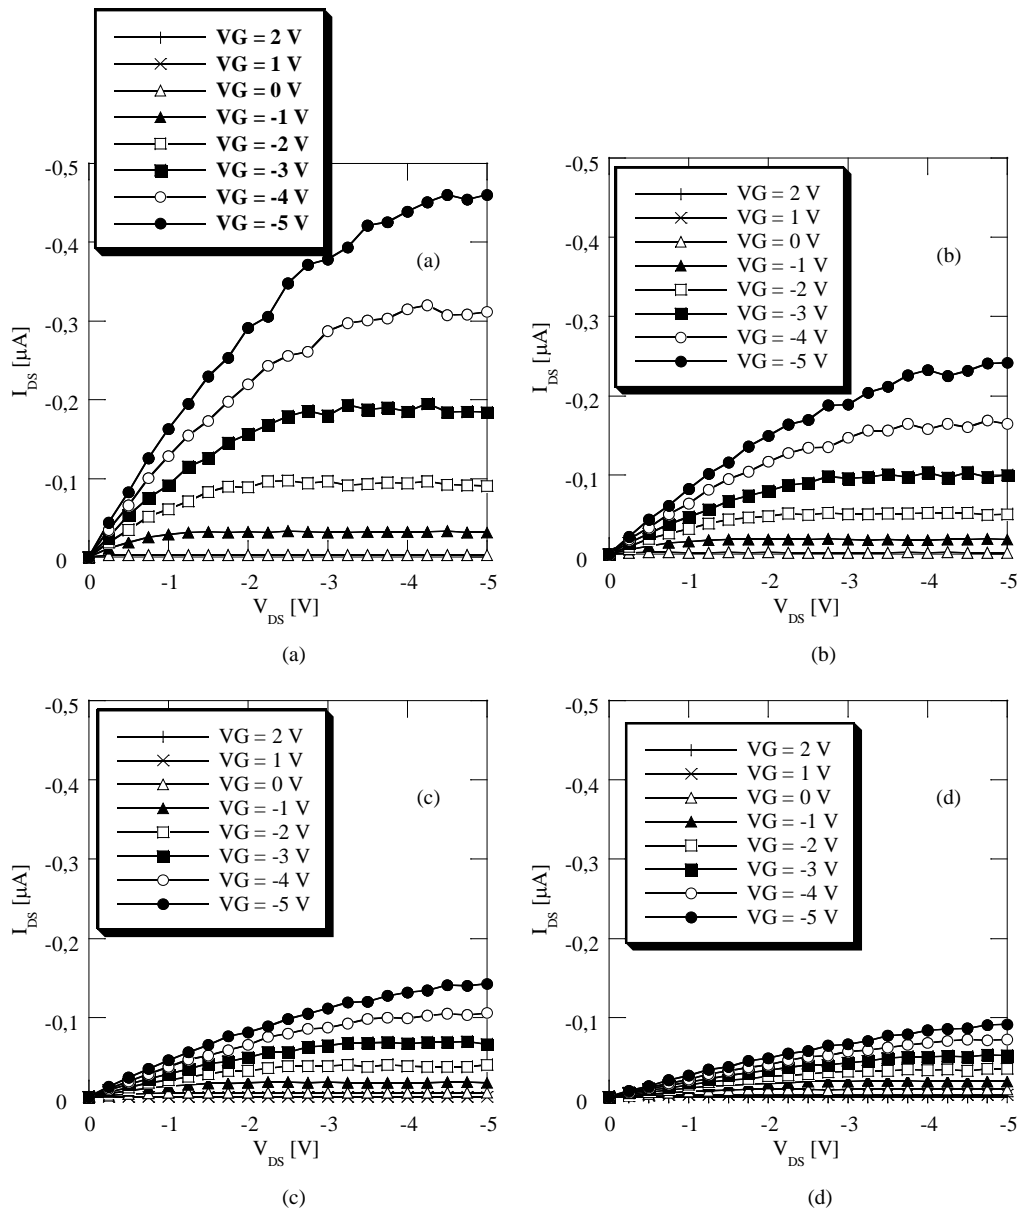 VG = 2 V
VG = 1 V
VG = 0 V
VG = -1 V
VG = -2 V
VG = -3 V
VG = -4 V
VG = -5 V
-0,5
-0,4
-0,3
-0,2
-0,1
0
I_DS [µA]
(a)
0 -1 -2 -3 -4 -5
V_DS [V]
(a)
VG = 2 V
VG = 1 V
VG = 0 V
VG = -1 V
VG = -2 V
VG = -3 V
VG = -4 V
VG = -5 V
-0,5
-0,4
-0,3
-0,2
-0,1
0
I_DS [µA]
(b)
0 -1 -2 -3 -4 -5
V_DS [V]
(b)
VG = 2 V
VG = 1 V
VG = 0 V
VG = -1 V
VG = -2 V
VG = -3 V
VG = -4 V
VG = -5 V
-0,5
-0,4
-0,3
-0,2
-0,1
0
I_DS [µA]
(c)
0 -1 -2 -3 -4 -5
V_DS [V]
(c)
VG = 2 V
VG = 1 V
VG = 0 V
VG = -1 V
VG = -2 V
VG = -3 V
VG = -4 V
VG = -5 V
-0,5
-0,4
-0,3
-0,2
-0,1
0
I_DS [µA]
(d)
0 -1 -2 -3 -4 -5
V_DS [V]
(d)